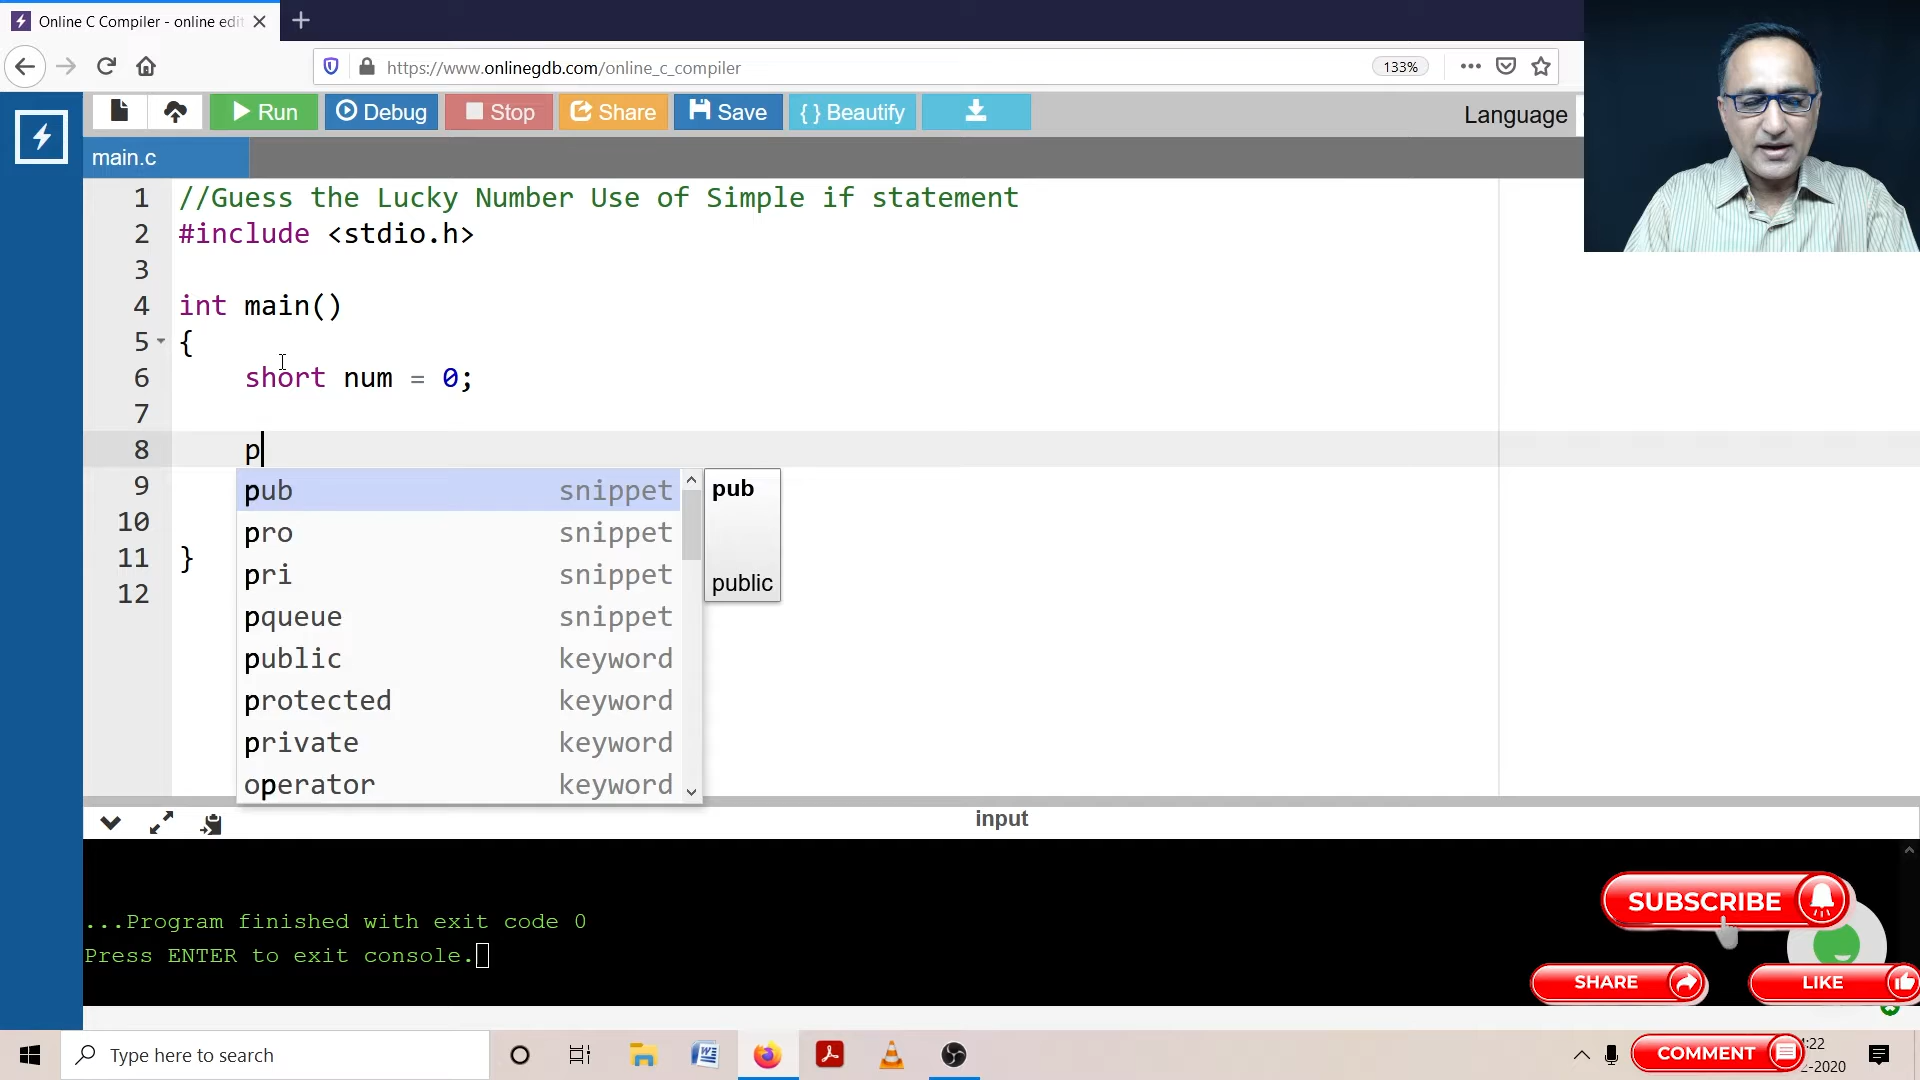 Online C Compiler - online edit
https://www.onlinegdb.com/online_c_compiler
133%
Run
Debug
Stop
Share
Save
{ } Beautify
Language
main.c
1 //Guess the Lucky Number Use of Simple if statement
2 #include <stdio.h>
3
4 int main()
5 {
6 short num = 0;
7
8 p
9
10
11 }
12
pub snippet
pro snippet
pri snippet
pqueue snippet
public keyword
protected keyword
private keyword
operator keyword
pub
public
input
...Program finished with exit code 0
Press ENTER to exit console.
SUBSCRIBE
SHARE
LIKE
COMMENT
Type here to search
:22
-2020